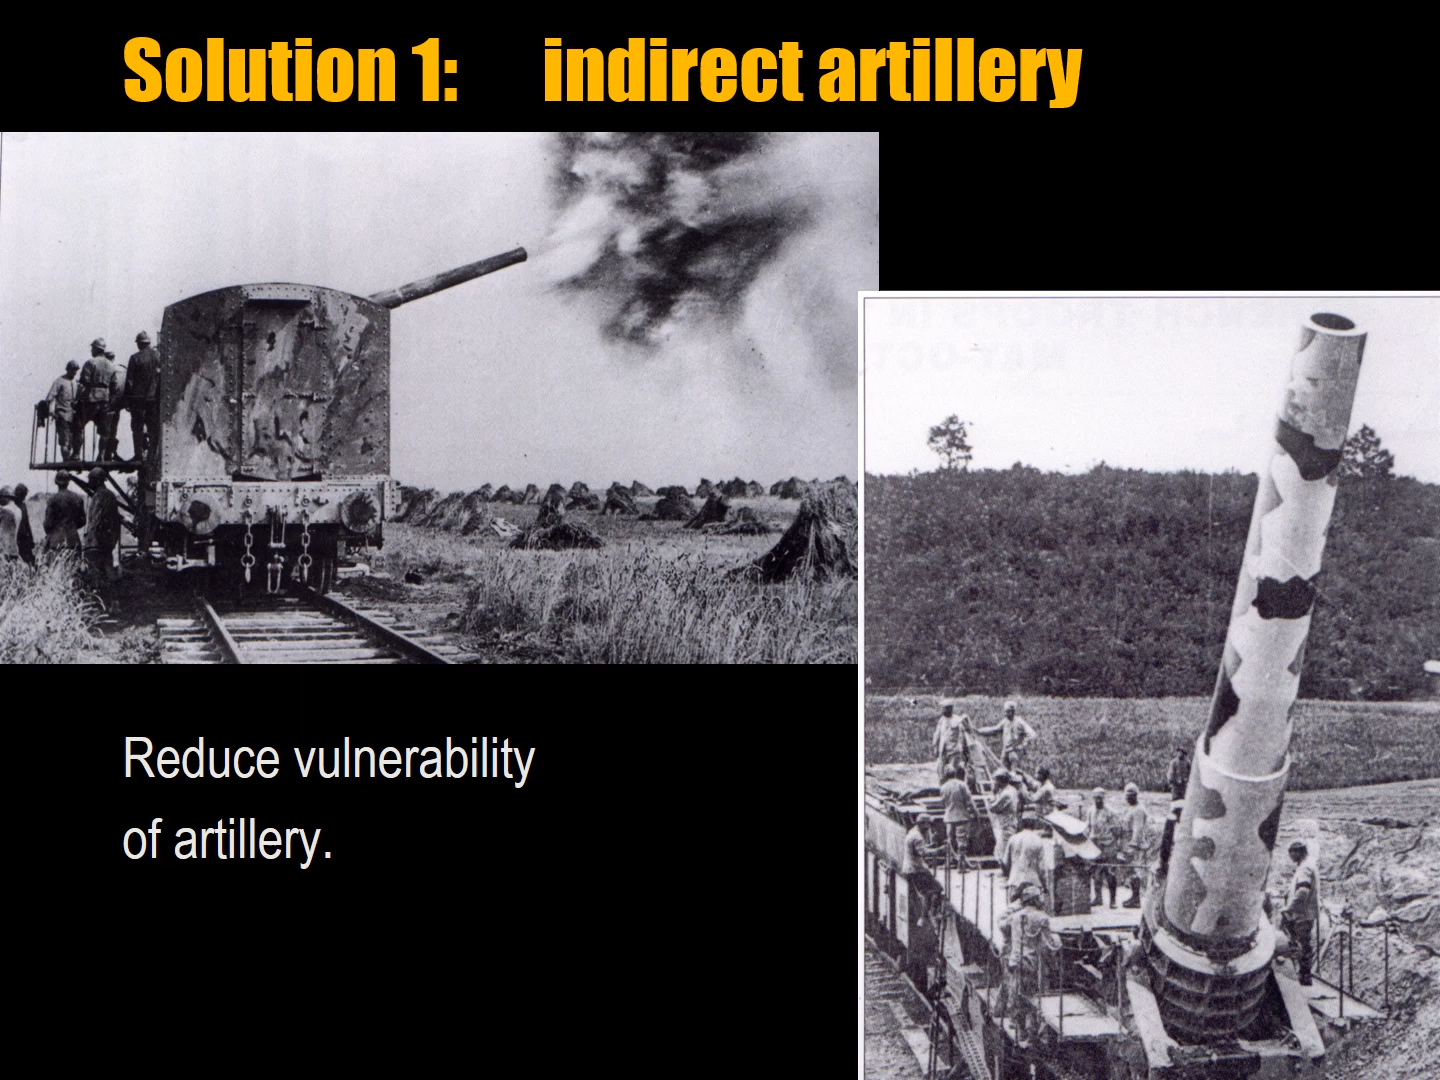 Solution 1: indirect artillery
Reduce vulnerability
of artillery.